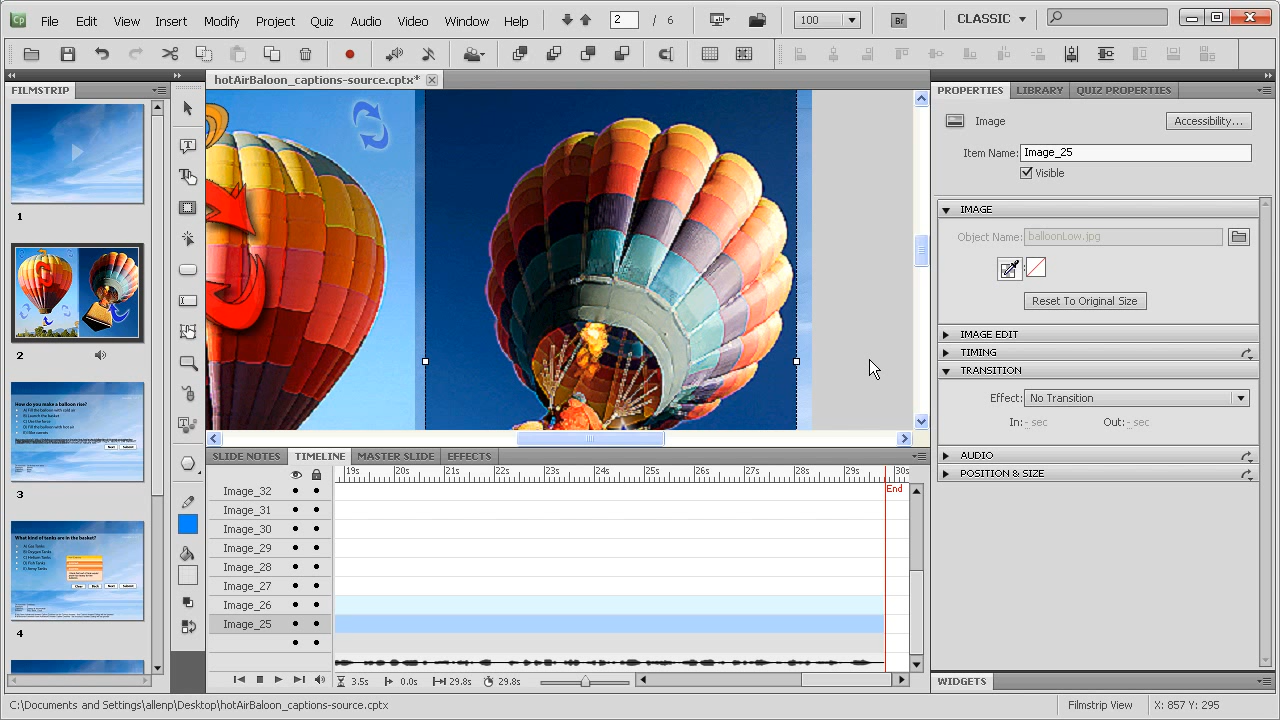 Cp File Edit View Insert Modify Project Quiz Audio Video Window Help 2 / 6 100 Br CLASSIC
hotAirBaloon_captions-source.cptx*
FILMSTRIP
1
2
How do you make a balloon rise?
3
What kind of tanks are in the basket?
4
PROPERTIES LIBRARY QUIZ PROPERTIES
Image Accessibility...
Item Name: Image_25
Visible
IMAGE
Object Name: balloonLow.jpg
Reset To Original Size
IMAGE EDIT
TIMING
TRANSITION
Effect: No Transition
In: - sec Out: - sec
AUDIO
POSITION & SIZE
WIDGETS
SLIDE NOTES TIMELINE MASTER SLIDE EFFECTS
19s 20s 21s 22s 23s 24s 25s 26s 27s 28s 29s 30s
End
Image_32
Image_31
Image_30
Image_29
Image_28
Image_27
Image_26
Image_25
3.5s 0.0s 29.8s 29.8s
C:\Documents and Settings\allenp\Desktop\hotAirBaloon_captions-source.cptx Filmstrip View X: 857 Y: 295